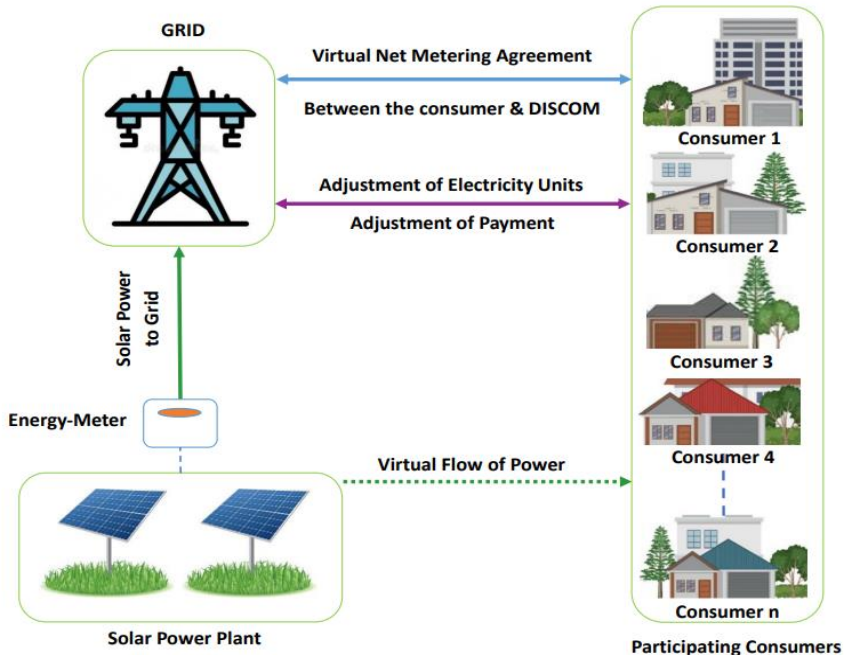 GRID
Virtual Net Metering Agreement
Between the consumer & DISCOM
Consumer 1
Adjustment of Electricity Units
Adjustment of Payment
Consumer 2
Solar Power
to Grid
Consumer 3
Energy-Meter
Consumer 4
Virtual Flow of Power
Consumer n
Solar Power Plant
Participating Consumers